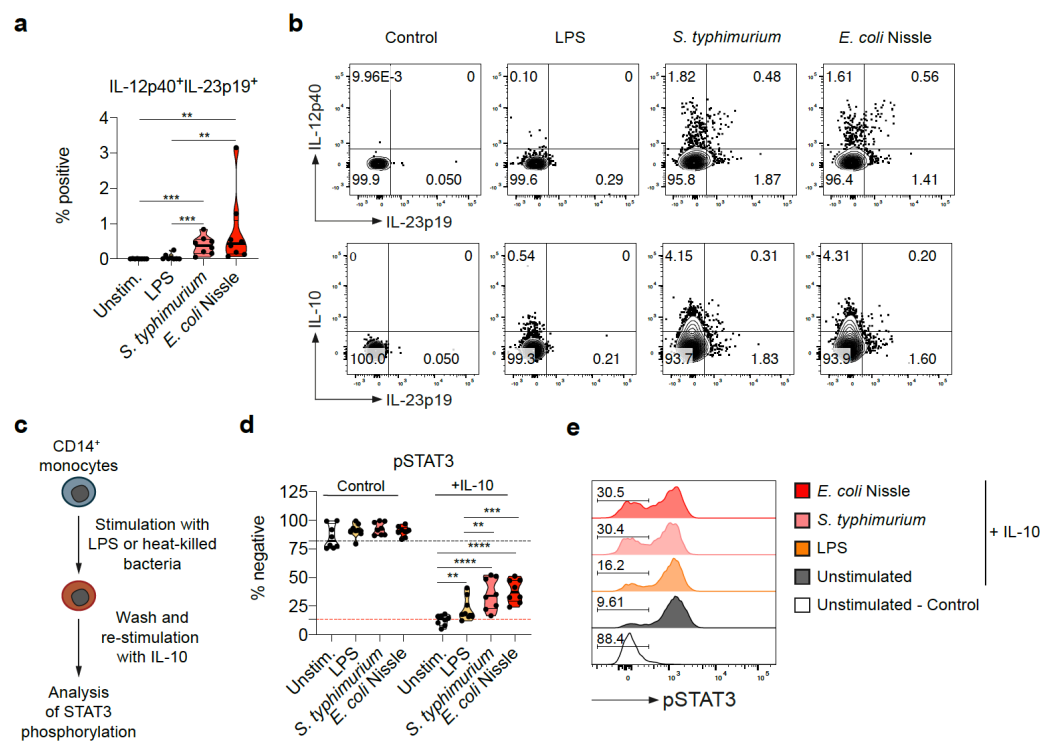 a
IL-12p40+IL-23p19+
% positive
4
3
2
1
0
**
**
***
***
Unstim.
LPS
S. typhimurium
E. coli Nissle
b
Control
LPS
S. typhimurium
E. coli Nissle
IL-12p40
9.96E-3 0
99.9 0.050
0.10 0
99.6 0.29
1.82 0.48
95.8 1.87
1.61 0.56
96.4 1.41
IL-23p19
IL-10
0 0
100.0 0.050
0.54 0
99.3 0.21
4.15 0.31
93.7 1.83
4.31 0.20
93.9 1.60
IL-23p19
c
CD14+
monocytes
Stimulation with
LPS or heat-killed
bacteria
Wash and
re-stimulation
with IL-10
Analysis
of STAT3
phosphorylation
d
pSTAT3
Control
+IL-10
% negative
125
100
75
50
25
0
***
**
****
****
**
Unstim.
LPS
S. typhimurium
E. coli Nissle
Unstim.
LPS
S. typhimurium
E. coli Nissle
e
30.5
30.4
16.2
9.61
88.4
0 10³ 10⁴ 10⁵
pSTAT3
E. coli Nissle
S. typhimurium
LPS
Unstimulated
Unstimulated - Control
+ IL-10